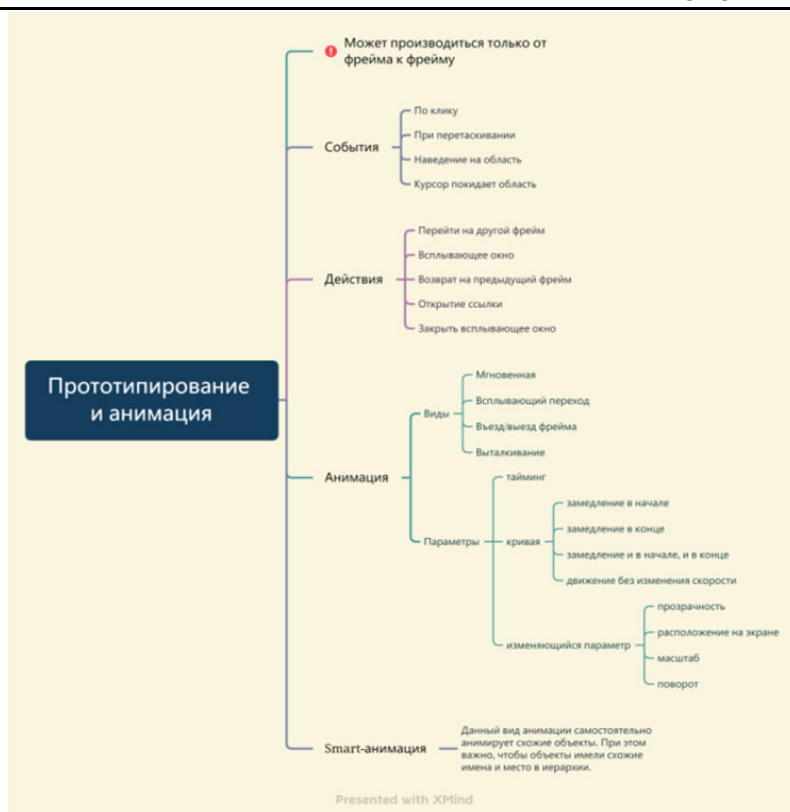 Может производиться только от
фрейма к фрейму
События
По клику
При перетаскивании
Наведение на область
Курсор покидает область
Действия
Перейти на другой фрейм
Всплывающее окно
Возврат на предыдущий фрейм
Открытие ссылки
Закрыть всплывающее окно
Прототипирование
и анимация
Анимация
Виды
Мгновенная
Всплывающий переход
Въезд/выезд фрейма
Выталкивание
Параметры
тайминг
кривая
замедление в начале
замедление в конце
замедление и в начале, и в конце
движение без изменения скорости
изменяющийся параметр
прозрачность
расположение на экране
масштаб
поворот
Smart-анимация
Данный вид анимации самостоятельно
анимирует схожие объекты. При этом
важно, чтобы объекты имели схожие
имена и место в иерархии.
Presented with XMind